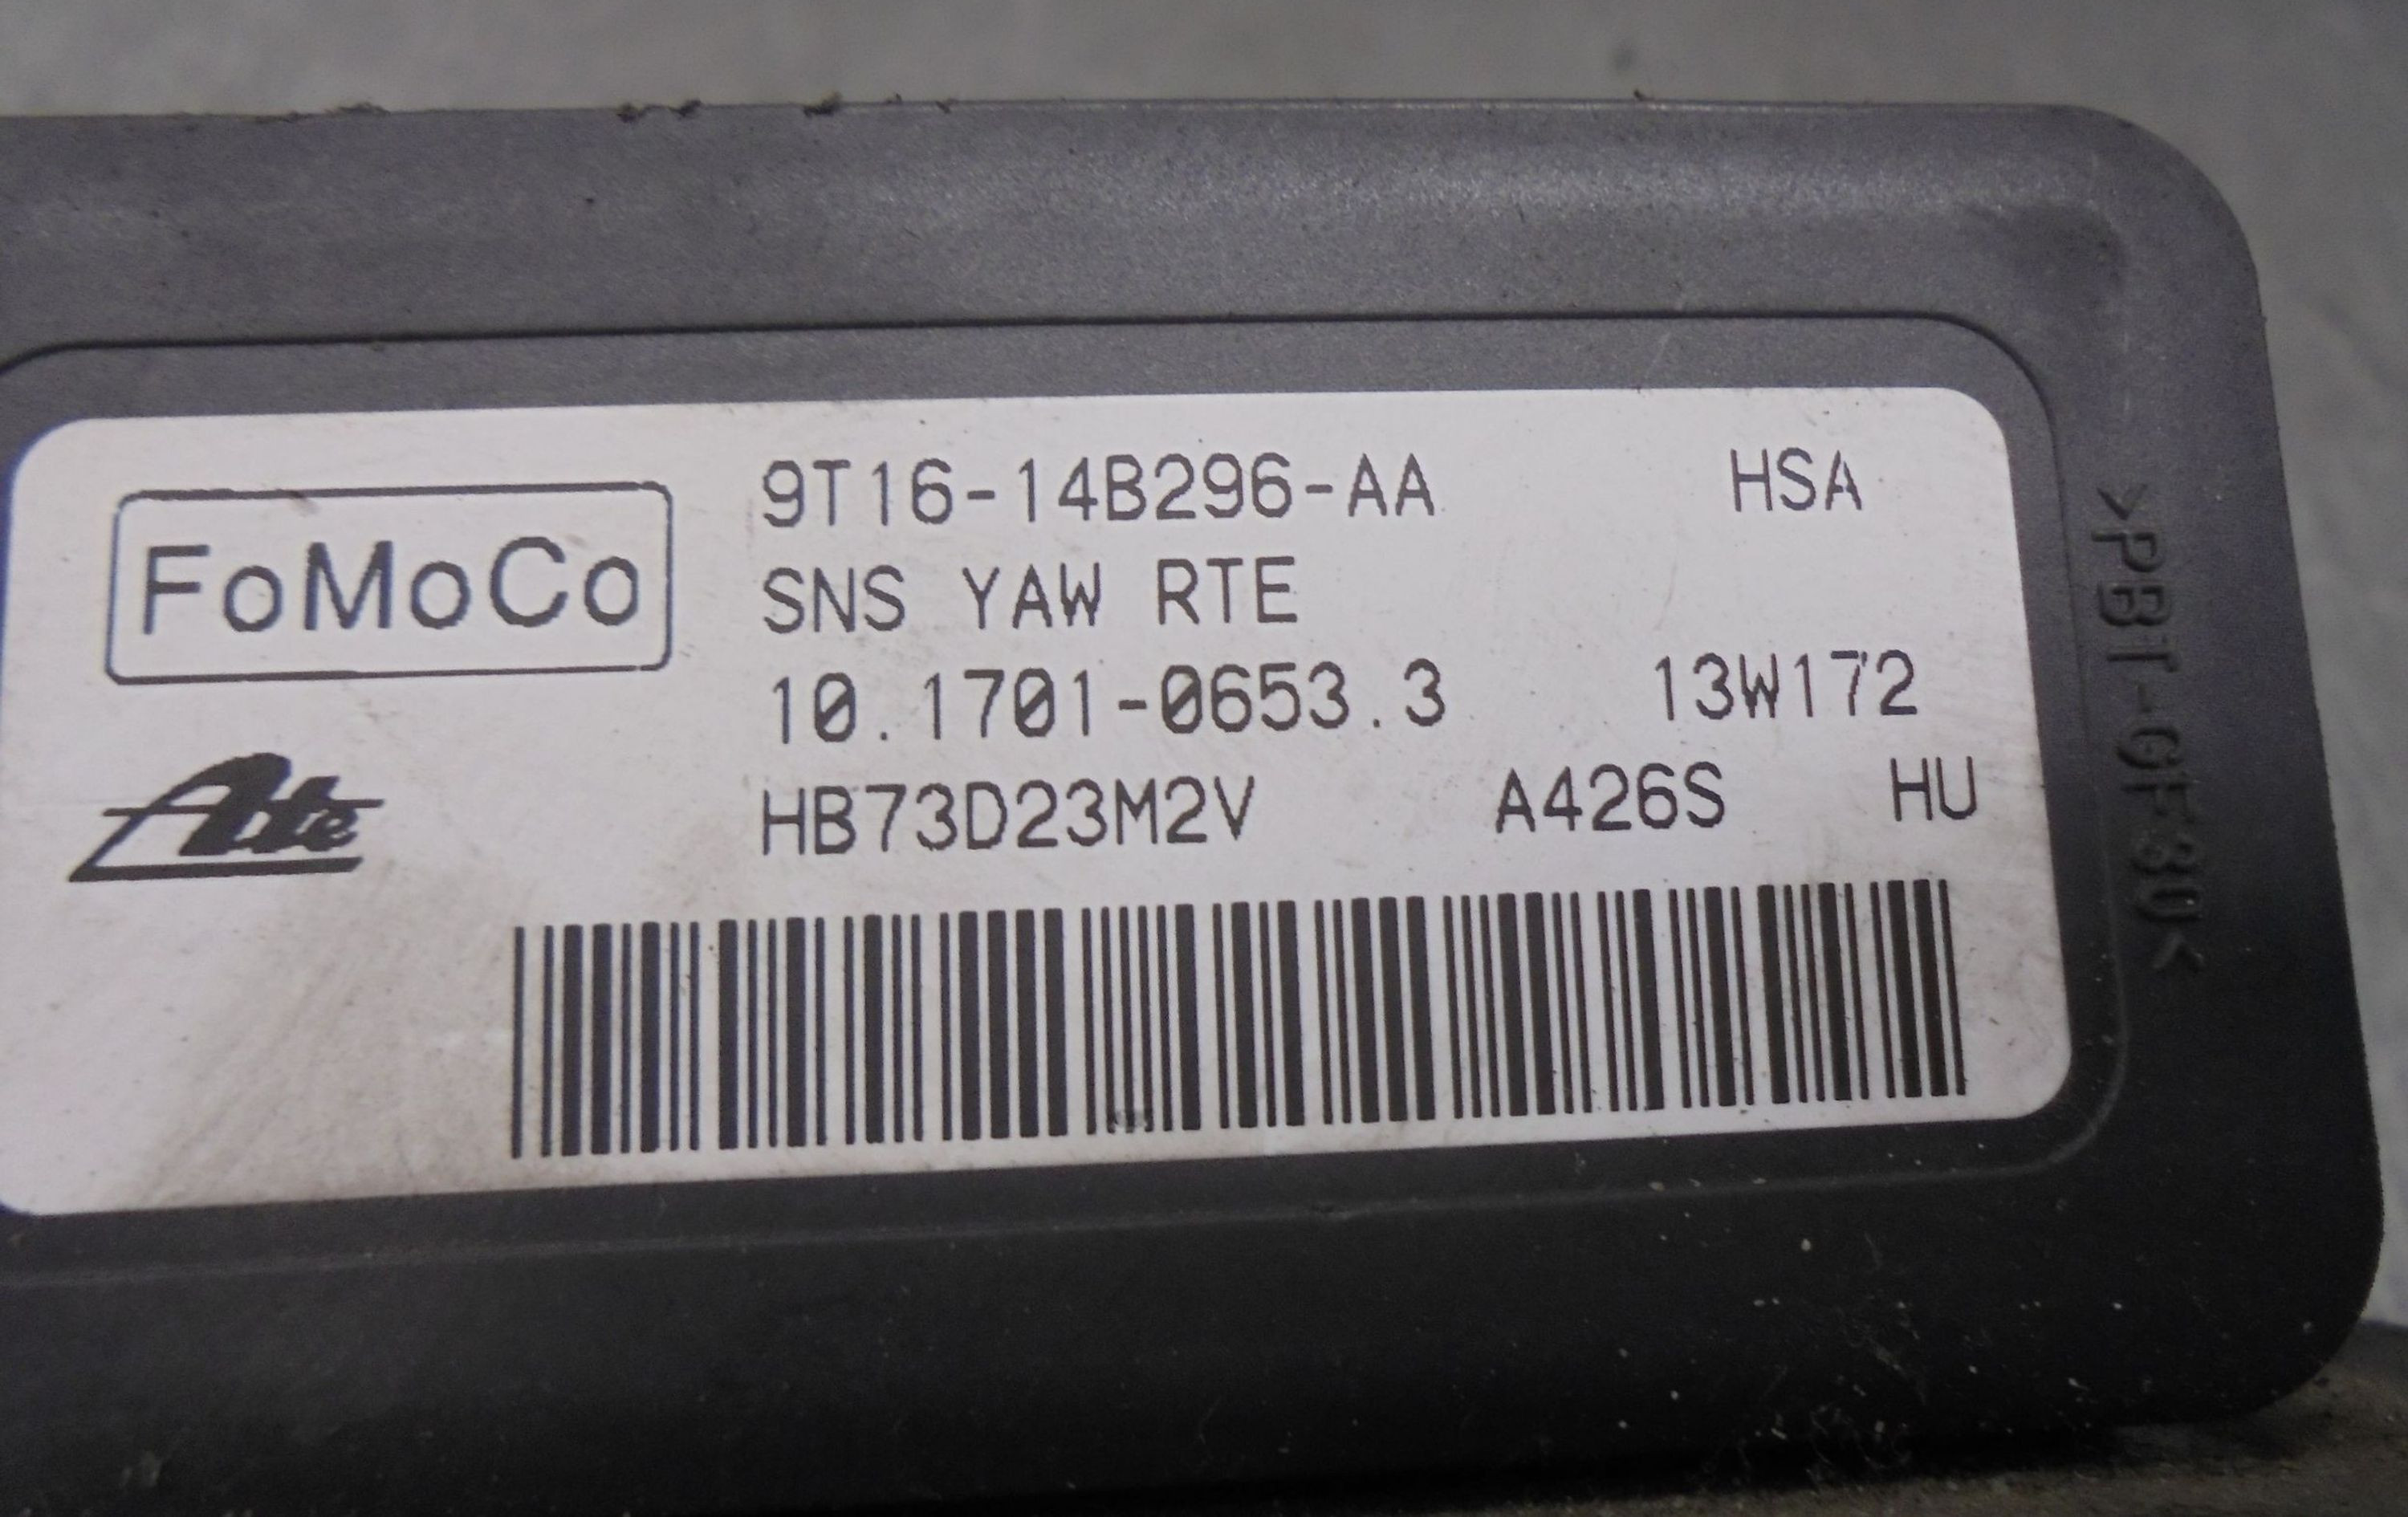 9T16-14B296-AA HSA
FoMoCo
SNS YAW RTE
10.1701-0653.3 13W172
Ate
HB73D23M2V A426S HU
>PBT-GF30<